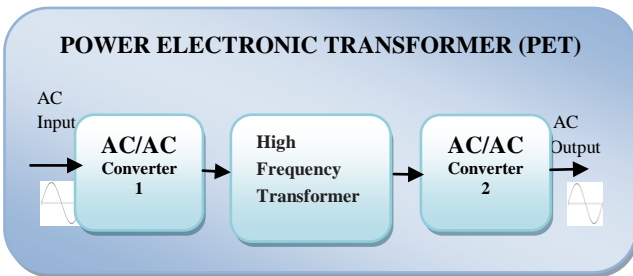 POWER ELECTRONIC TRANSFORMER (PET)
AC
Input
AC/AC
Converter
1
High
Frequency
Transformer
AC/AC
Converter
2
AC
Output